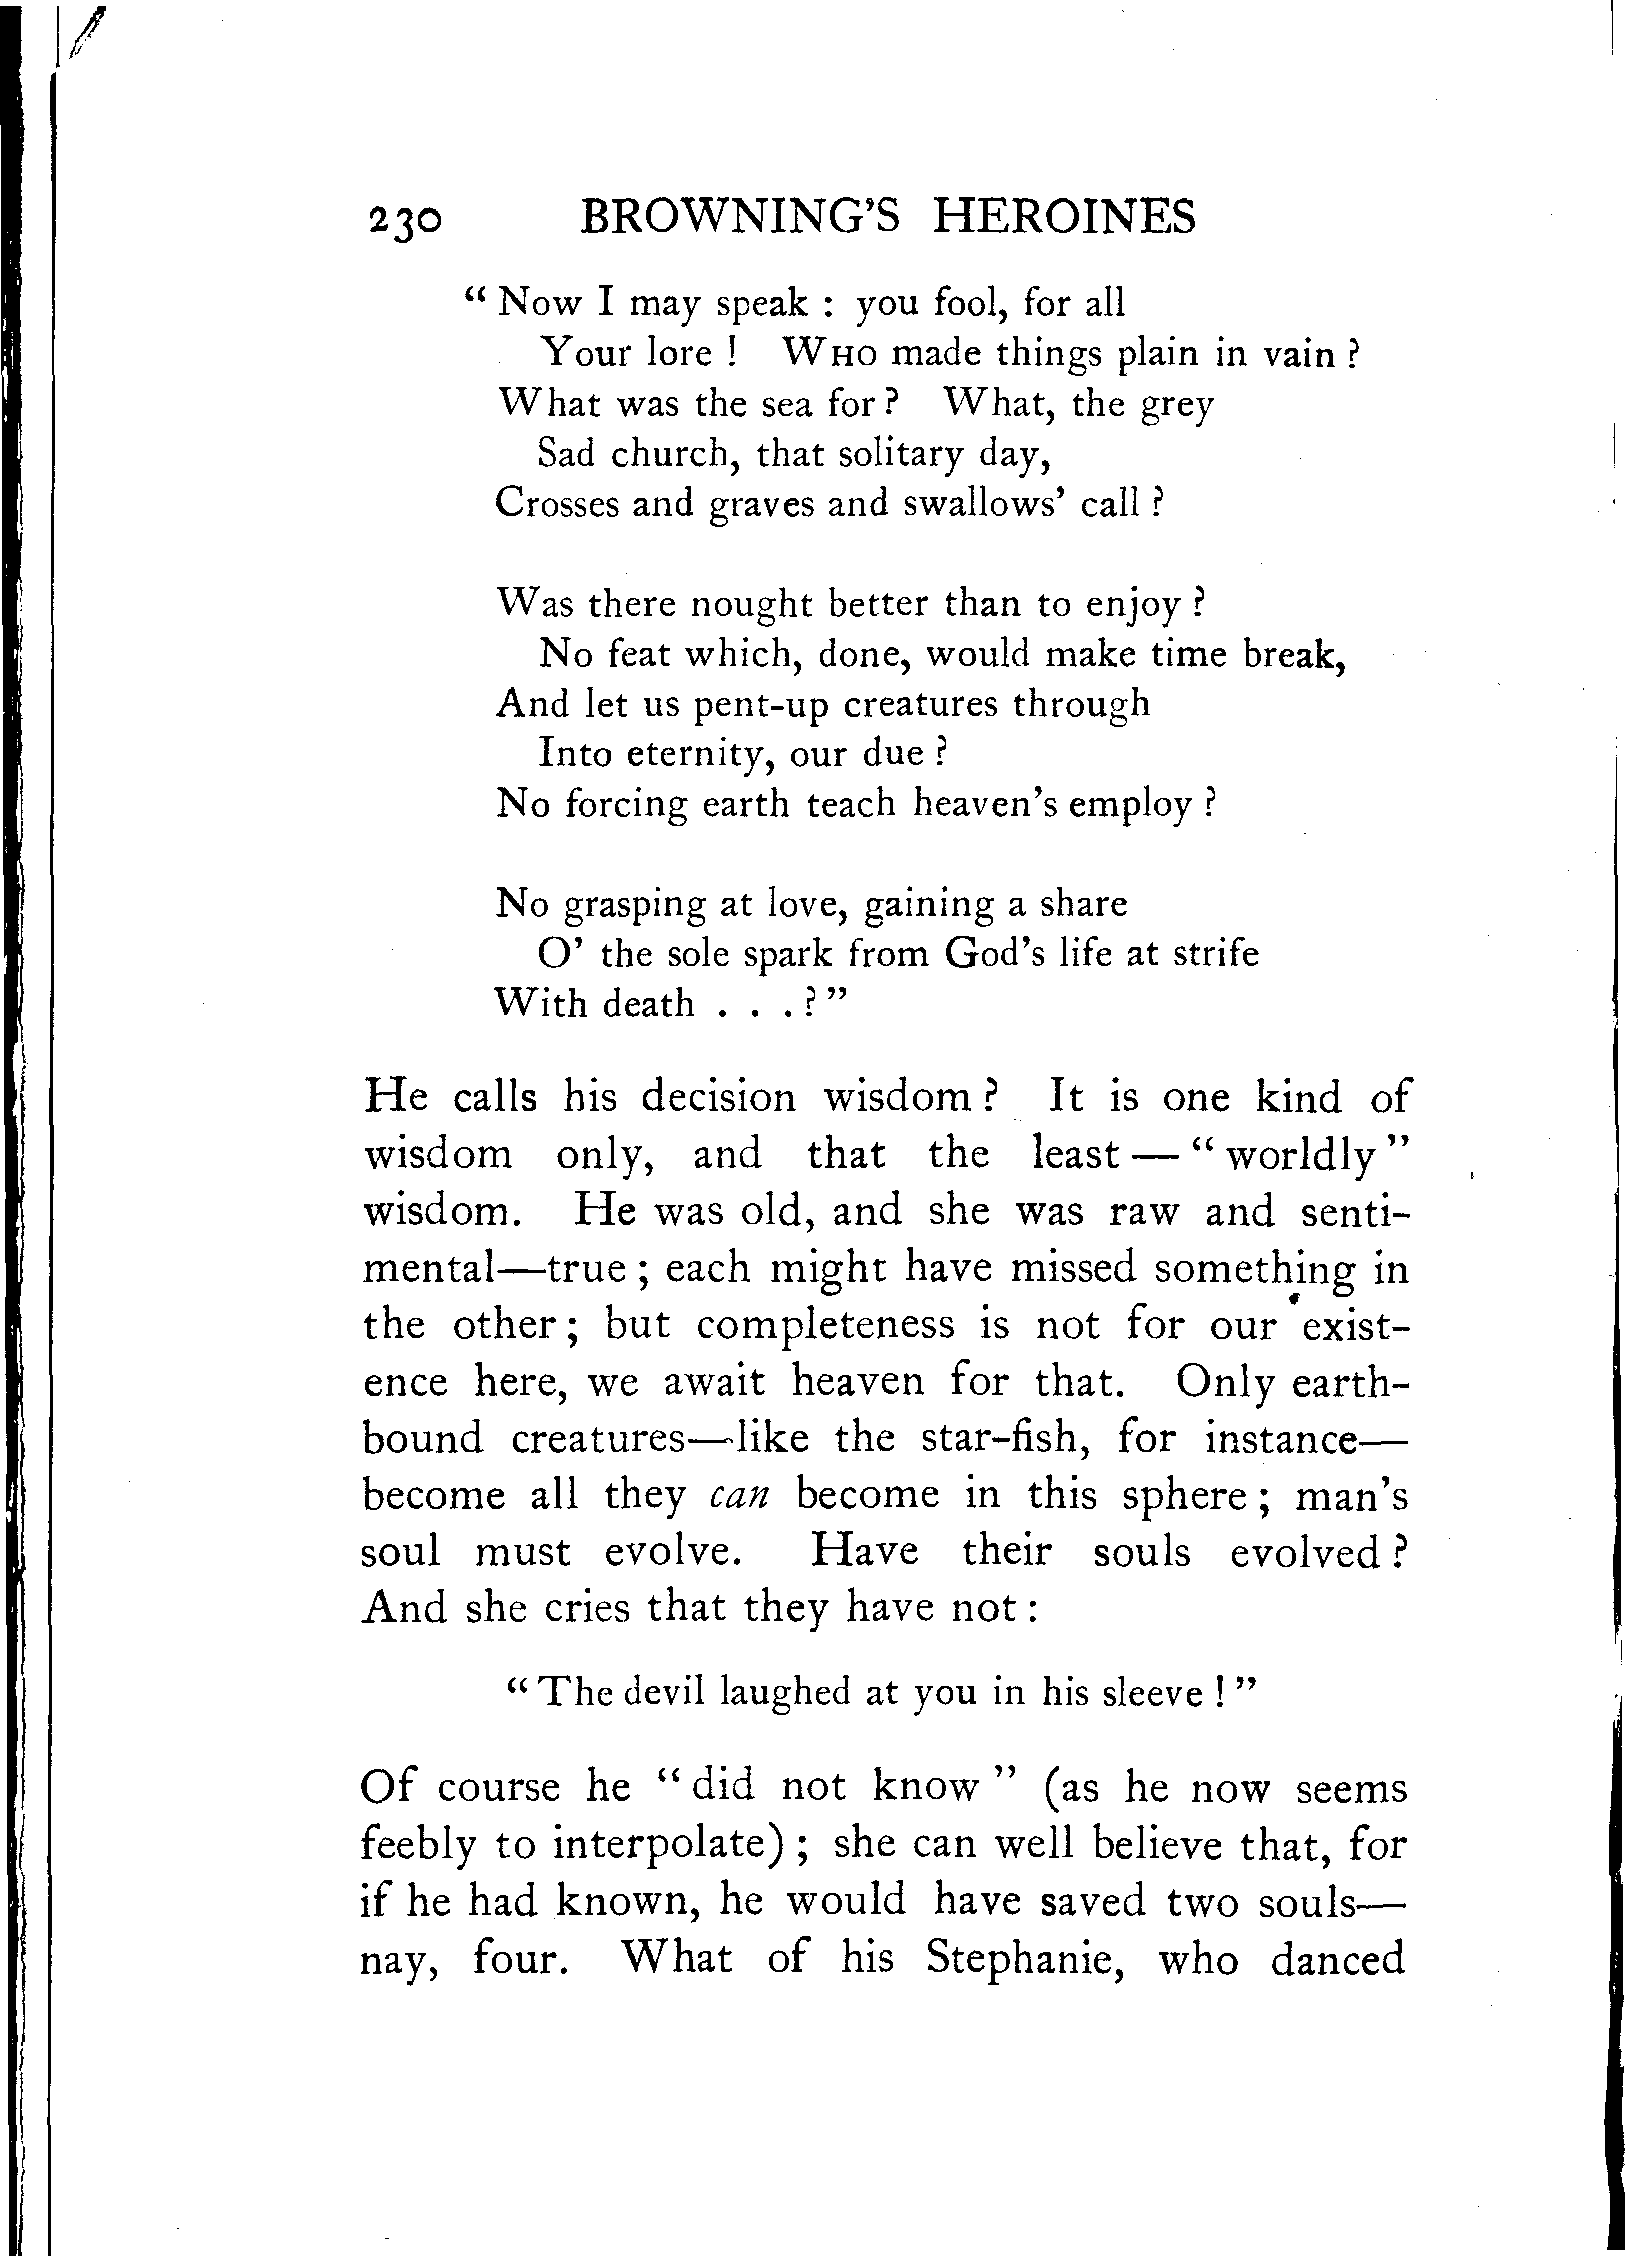 230 BROWNING'S HEROINES
“ Now I may speak : you fool, for all
Your lore ! WHO made things plain in vain ?
What was the sea for ? What, the grey
Sad church, that solitary day,
Crosses and graves and swallows’ call ?
Was there nought better than to enjoy ?
No feat which, done, would make time break,
And let us pent-up creatures through
Into eternity, our due ?
No forcing earth teach heaven’s employ ?
No grasping at love, gaining a share
O’ the sole spark from God’s life at strife
With death . . . ? ”
He calls his decision wisdom ? It is one kind of
wisdom only, and that the least — “ worldly ”
wisdom. He was old, and she was raw and senti-
mental—true ; each might have missed something in
the other ; but completeness is not for our exist-
ence here, we await heaven for that. Only earth-
bound creatures—like the star-fish, for instance—
become all they can become in this sphere ; man’s
soul must evolve. Have their souls evolved ?
And she cries that they have not :
“ The devil laughed at you in his sleeve ! ”
Of course he “ did not know ” (as he now seems
feebly to interpolate) ; she can well believe that, for
if he had known, he would have saved two souls—
nay, four. What of his Stephanie, who danced